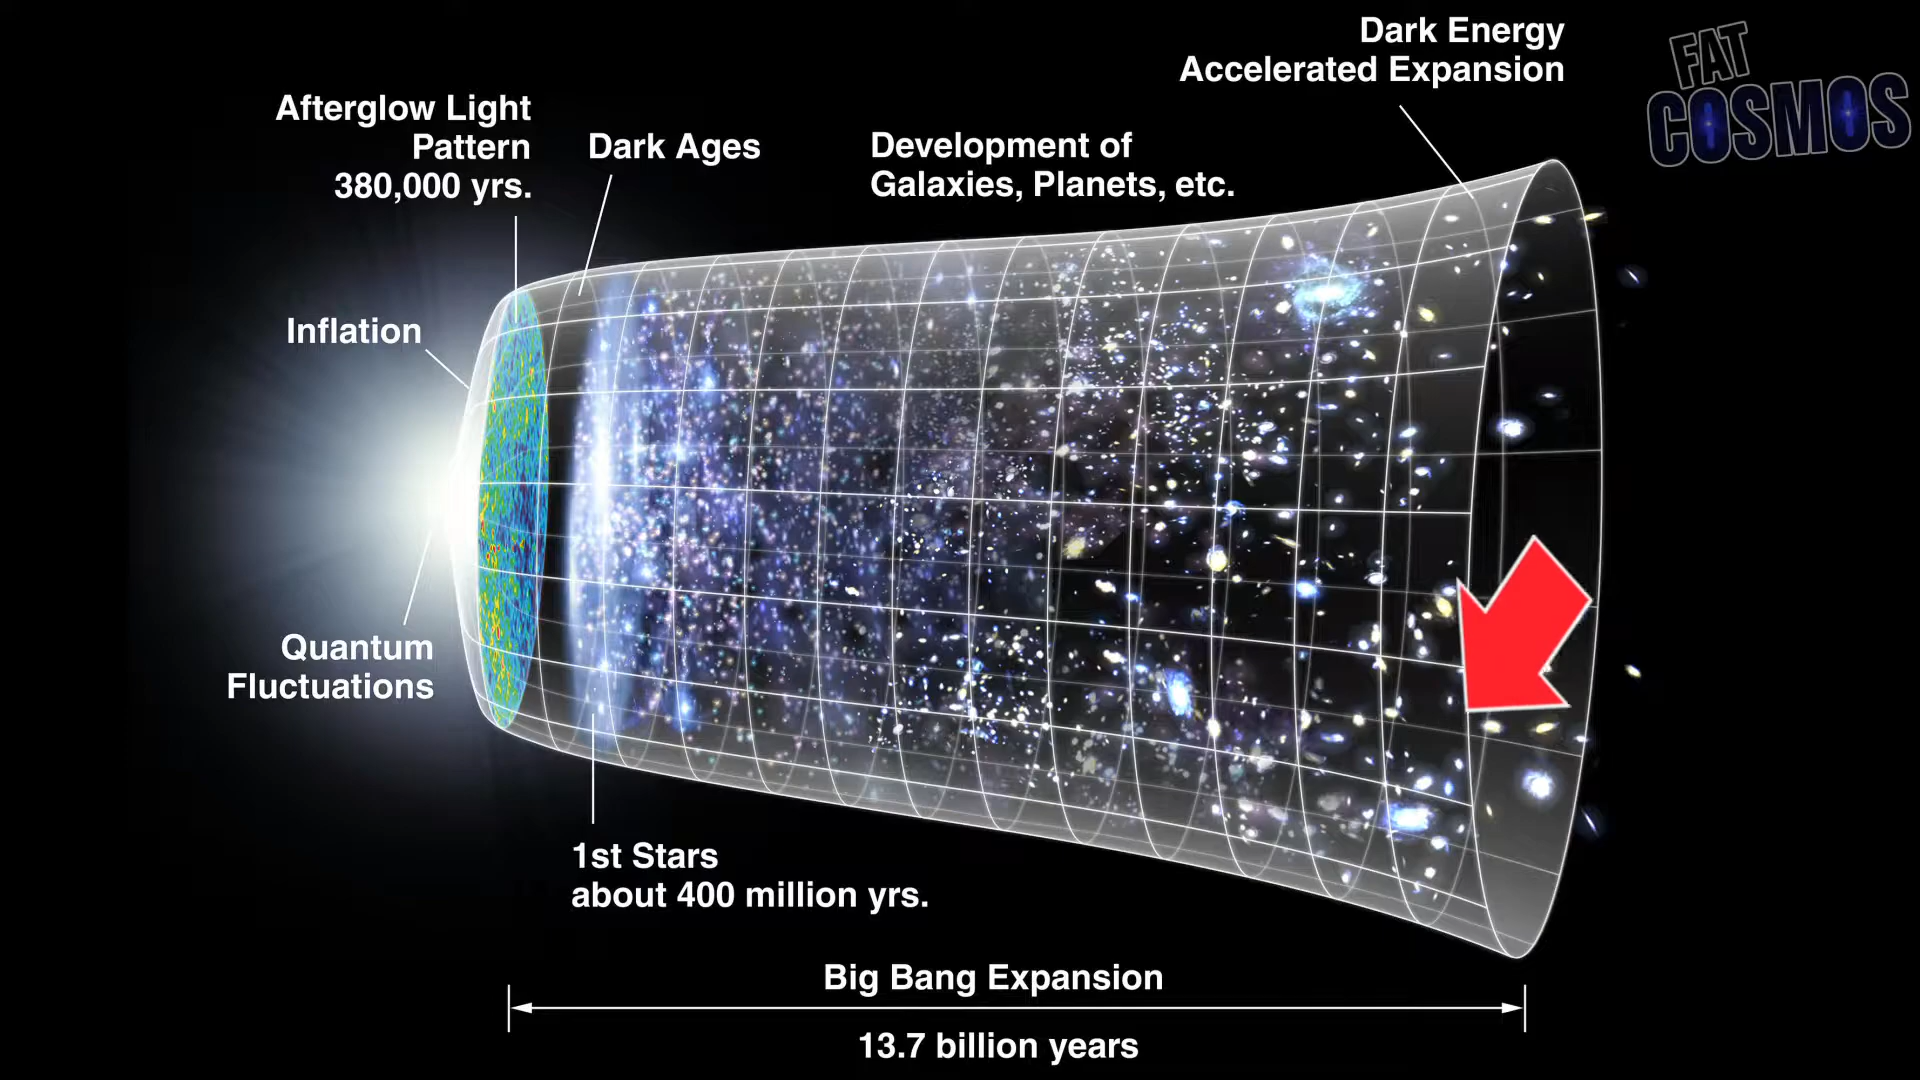 Dark Energy
Accelerated Expansion
FAT
COSMOS
Afterglow Light
Pattern
380,000 yrs.
Dark Ages
Development of
Galaxies, Planets, etc.
Inflation
Quantum
Fluctuations
1st Stars
about 400 million yrs.
Big Bang Expansion
13.7 billion years